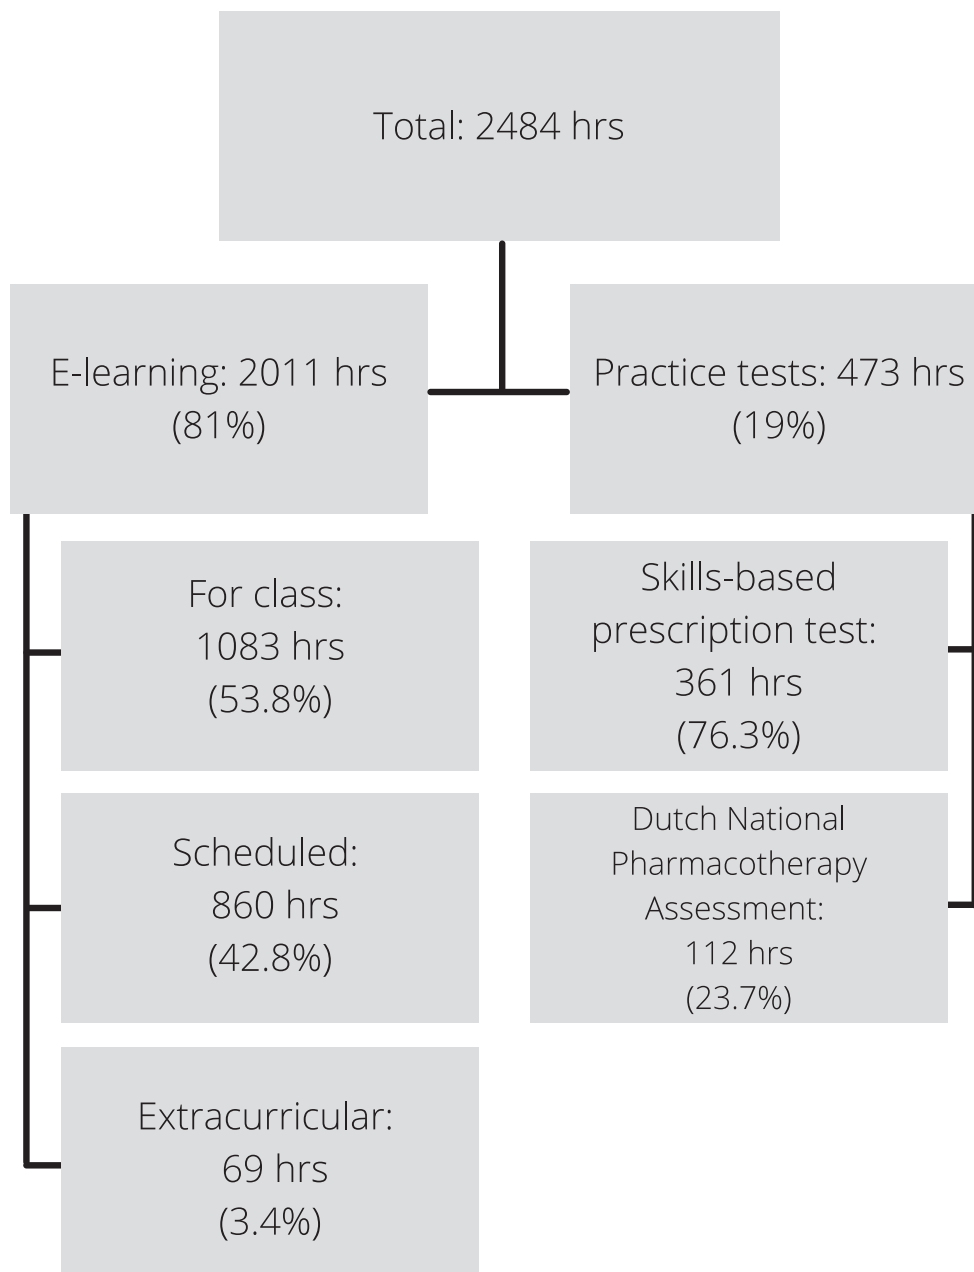 Total: 2484 hrs
E-learning: 2011 hrs
(81%)
Practice tests: 473 hrs
(19%)
For class:
1083 hrs
(53.8%)
Scheduled:
860 hrs
(42.8%)
Extracurricular:
69 hrs
(3.4%)
Skills-based
prescription test:
361 hrs
(76.3%)
Dutch National
Pharmacotherapy
Assessment:
112 hrs
(23.7%)